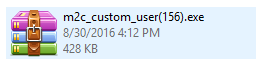 m2c_custom_user(156).exe
8/30/2016 4:12 PM
428 KB